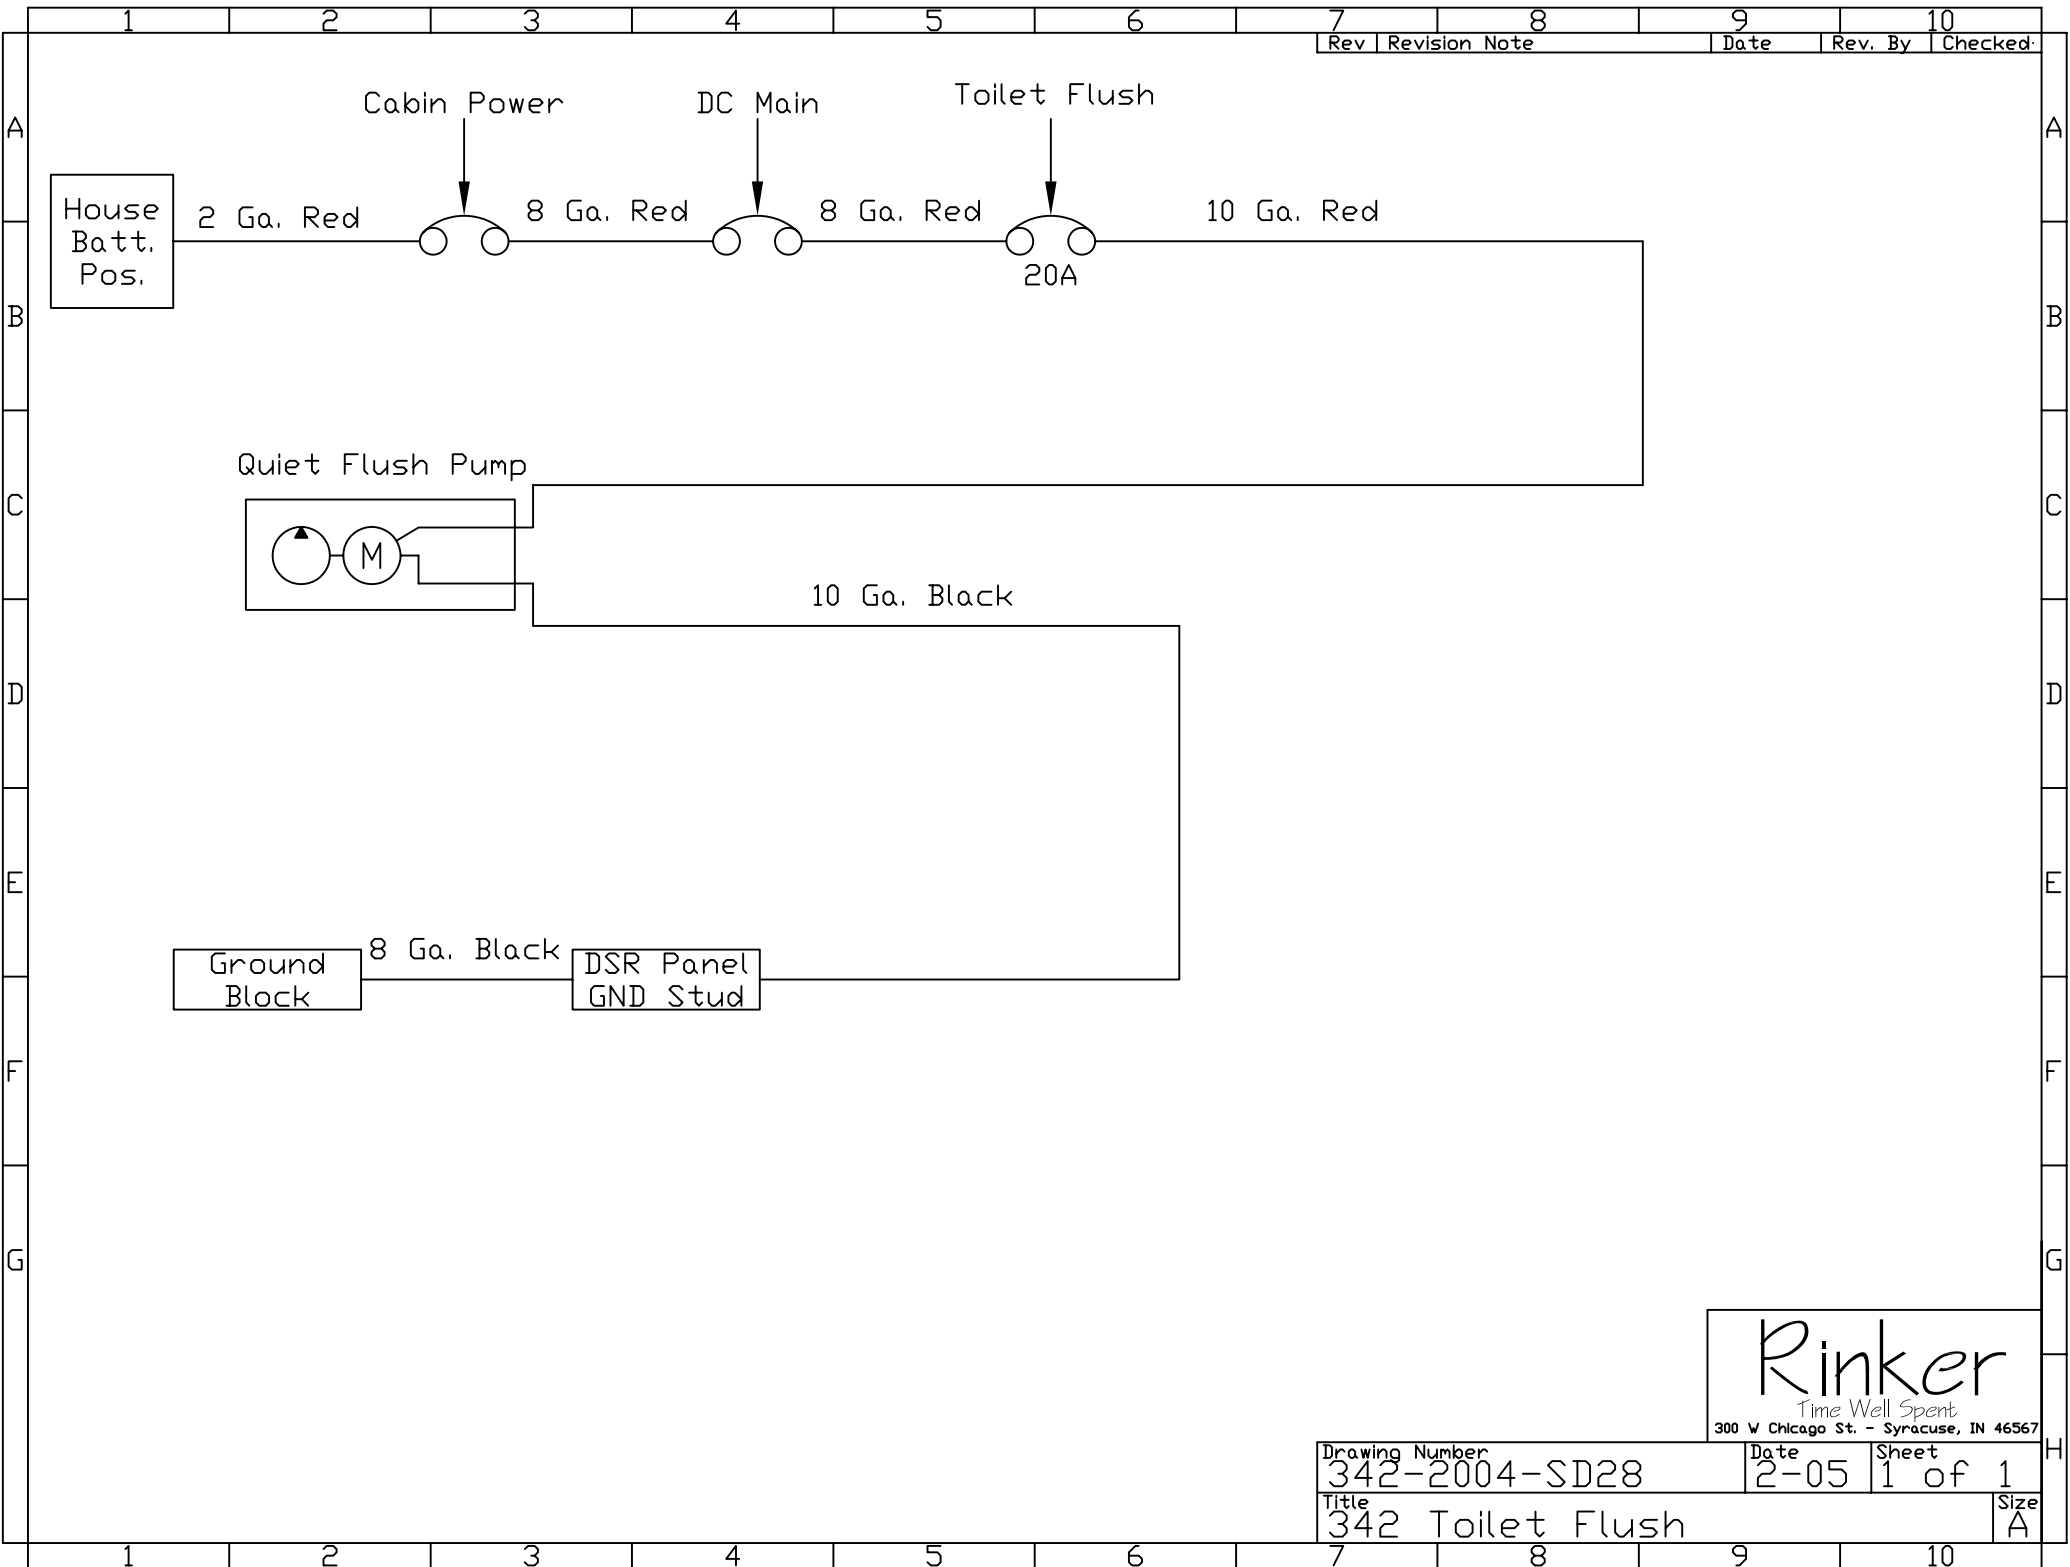 1 2 3 4 5 6 7 8 9 10
Rev Revision Note Date Rev. By Checked
Cabin Power DC Main Toilet Flush
A A
House
Batt.
Pos.
2 Ga. Red 8 Ga. Red 8 Ga. Red 10 Ga. Red
20A
B B
Quiet Flush Pump
C C
M
10 Ga. Black
D D
E E
Ground
Block
8 Ga. Black
DSR Panel
GND Stud
F F
G G
Rinker
Time Well Spent
300 W Chicago St. - Syracuse, IN 46567
H
Drawing Number
342-2004-SD28
Date
2-05
Sheet
1 of 1
Title
342 Toilet Flush
Size
A
1 2 3 4 5 6 7 8 9 10